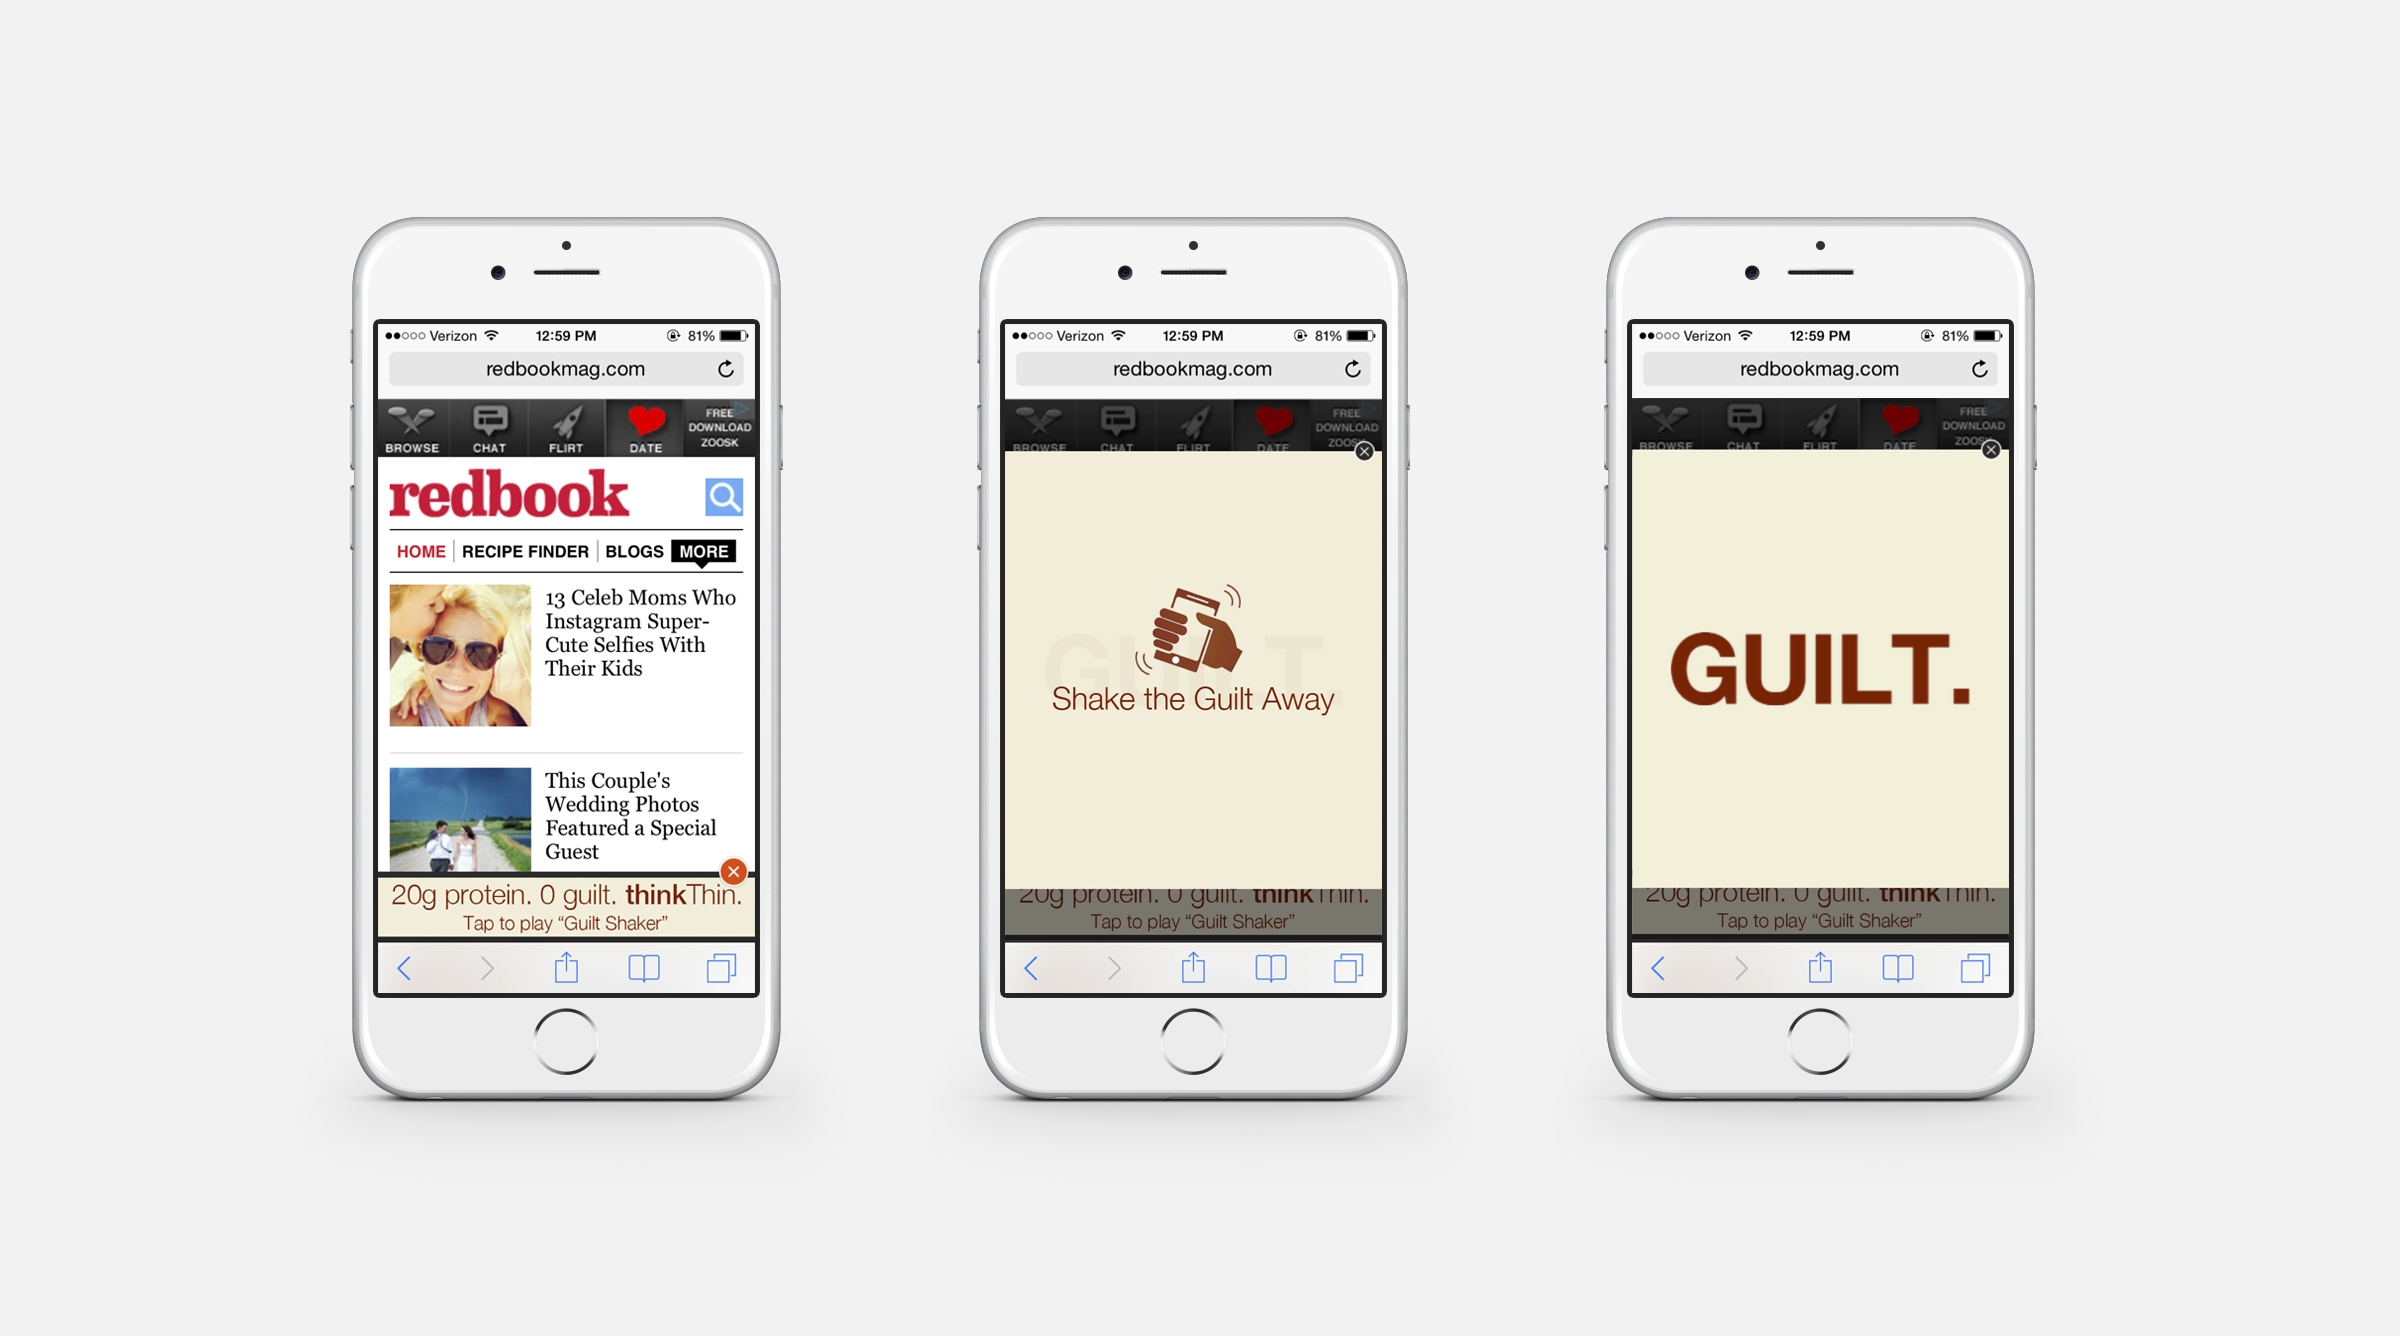 Verizon 12:59 PM 81%
redbookmag.com
BROWSE CHAT FLIRT DATE FREE DOWNLOAD ZOOSK
redbook
HOME RECIPE FINDER BLOGS MORE
13 Celeb Moms Who
Instagram Super-
Cute Selfies With
Their Kids
This Couple's
Wedding Photos
Featured a Special
Guest
20g protein. 0 guilt. thinkThin.
Tap to play “Guilt Shaker”
Verizon 12:59 PM 81%
redbookmag.com
BROWSE CHAT FLIRT DATE FREE DOWNLOAD ZOOSK
GUILT.
Shake the Guilt Away
20g protein. 0 guilt. thinkThin.
Tap to play “Guilt Shaker”
Verizon 12:59 PM 81%
redbookmag.com
BROWSE CHAT FLIRT DATE FREE DOWNLOAD ZOOSK
GUILT.
20g protein. 0 guilt. thinkThin.
Tap to play “Guilt Shaker”